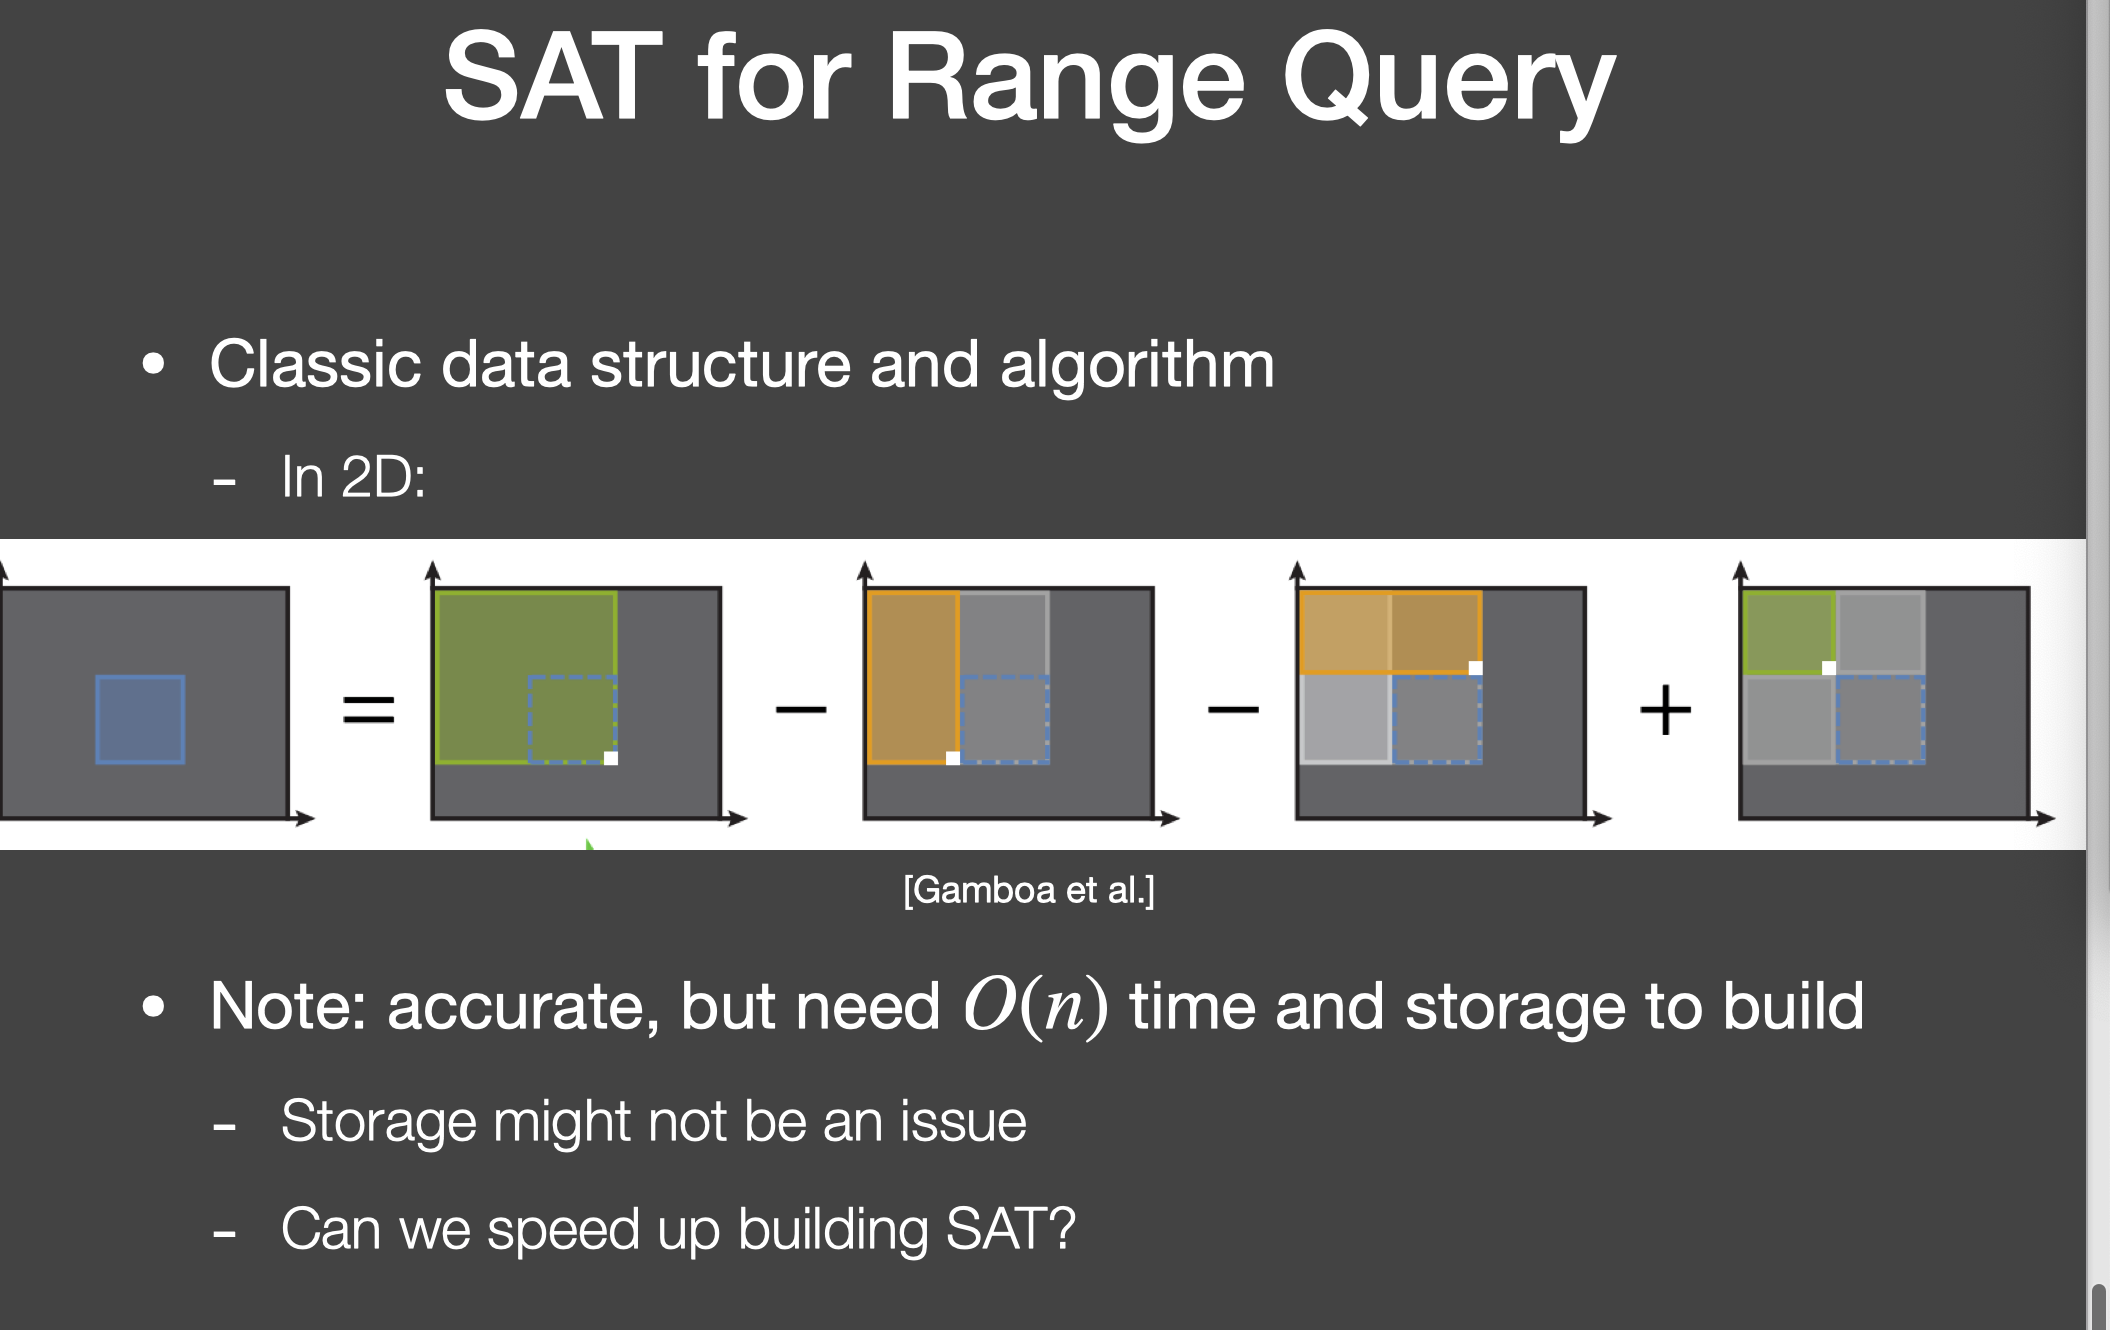 SAT for Range Query
• Classic data structure and algorithm
- In 2D:
= − − +
[Gamboa et al.]
• Note: accurate, but need O(n) time and storage to build
- Storage might not be an issue
- Can we speed up building SAT?